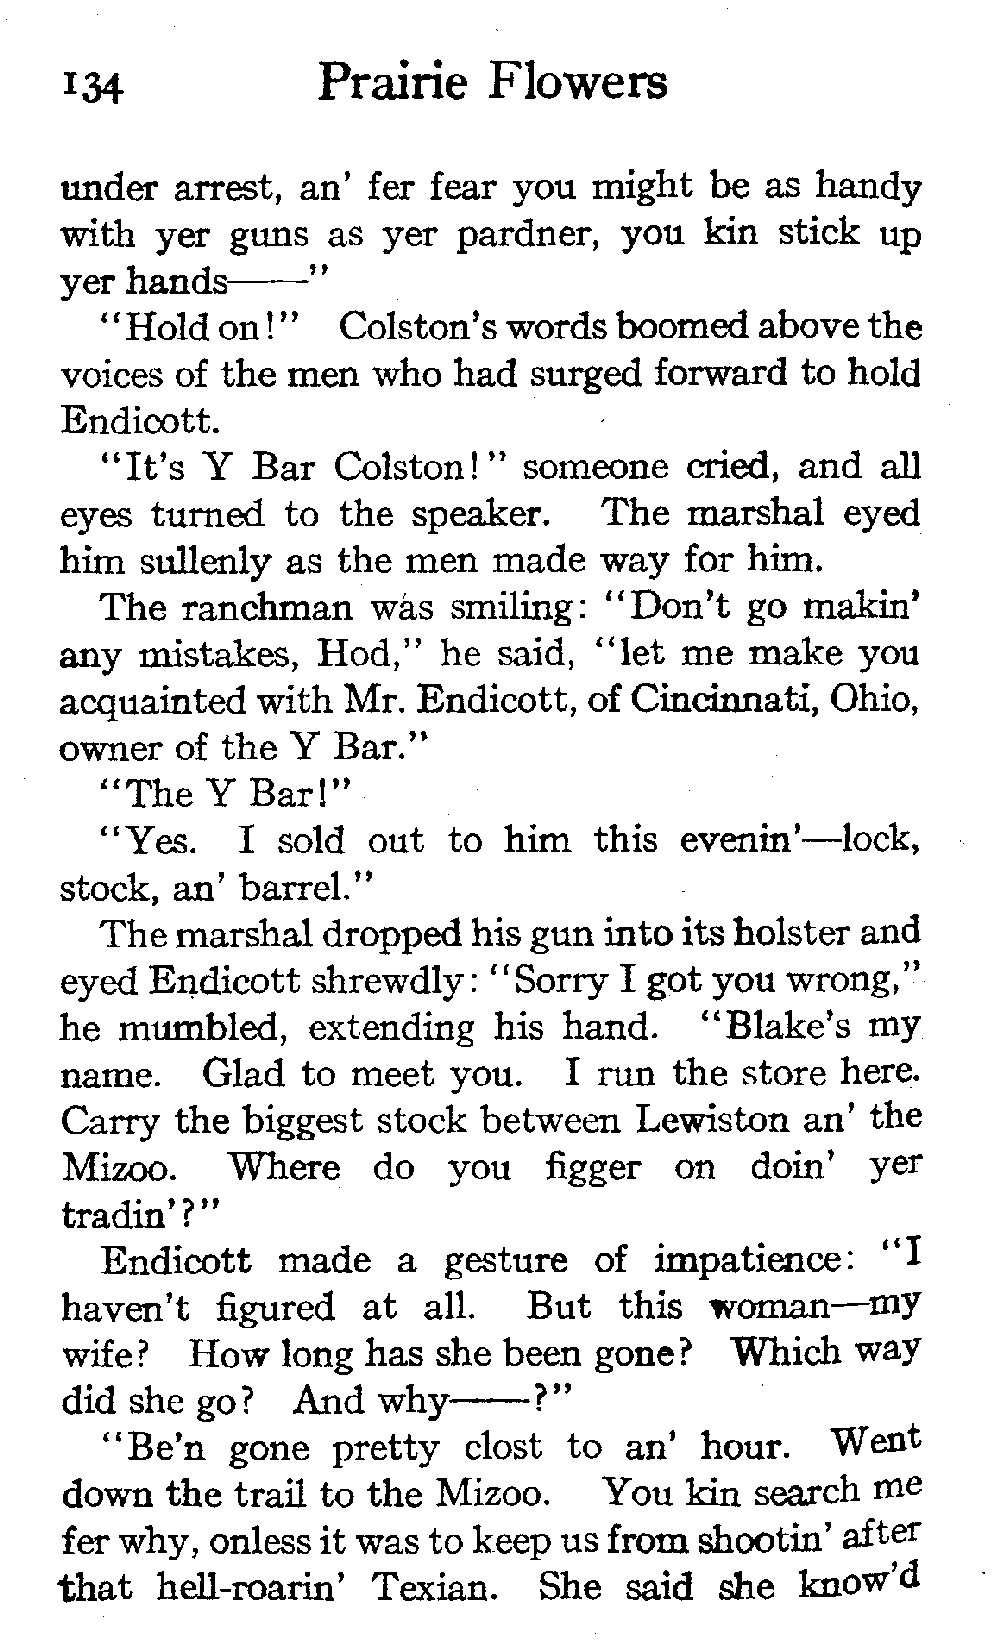 134 Prairie Flowers
under arrest, an' fer fear you might be as handy
with yer guns as yer pardner, you kin stick up
yer hands——"
"Hold on!" Colston's words boomed above the
voices of the men who had surged forward to hold
Endicott.
"It's Y Bar Colston!" someone cried, and all
eyes turned to the speaker. The marshal eyed
him sullenly as the men made way for him.
The ranchman was smiling: "Don't go makin'
any mistakes, Hod," he said, "let me make you
acquainted with Mr. Endicott, of Cincinnati, Ohio,
owner of the Y Bar."
"The Y Bar!"
"Yes. I sold out to him this evenin'—lock,
stock, an' barrel."
The marshal dropped his gun into its holster and
eyed Endicott shrewdly: "Sorry I got you wrong,"
he mumbled, extending his hand. "Blake's my
name. Glad to meet you. I run the store here.
Carry the biggest stock between Lewiston an' the
Mizoo. Where do you figger on doin' yer
tradin'?"
Endicott made a gesture of impatience: "I
haven't figured at all. But this woman—my
wife? How long has she been gone? Which way
did she go? And why——?"
"Be'n gone pretty clost to an' hour. Went
down the trail to the Mizoo. You kin search me
fer why, onless it was to keep us from shootin' after
that hell-roarin' Texian. She said she know'd